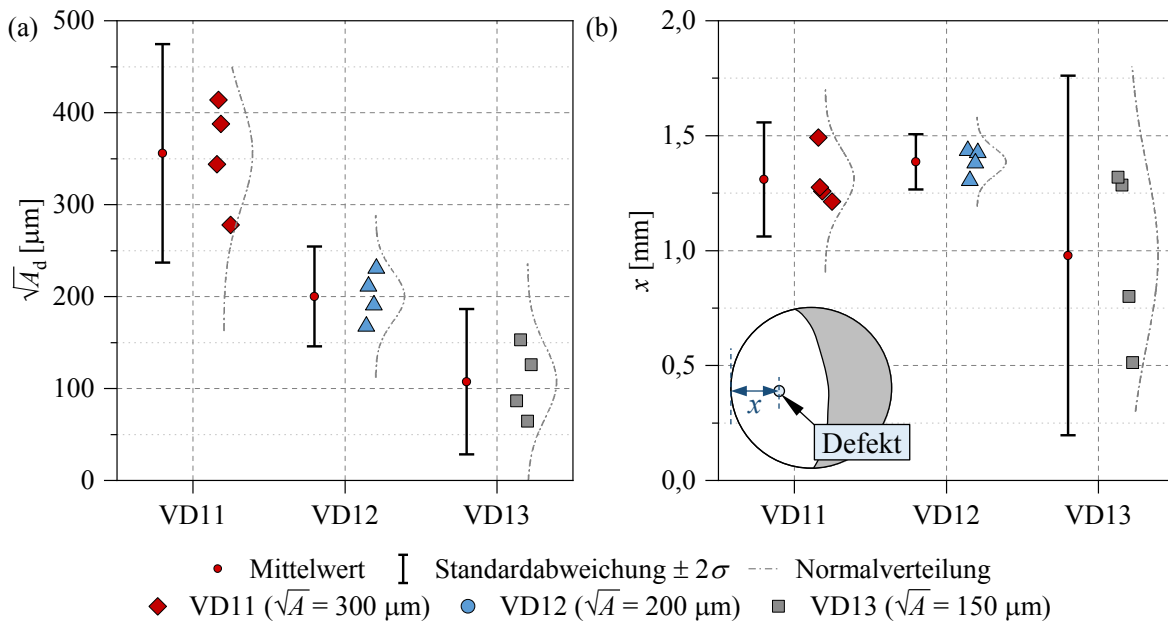 (a)
500
400
300
200
100
0
√A_d [µm]
VD11 VD12 VD13
(b)
2,0
1,5
1,0
0,5
0,0
x [mm]
x
Defekt
VD11 VD12 VD13
Mittelwert Standardabweichung ± 2σ Normalverteilung
VD11 (√A = 300 µm) VD12 (√A = 200 µm) VD13 (√A = 150 µm)